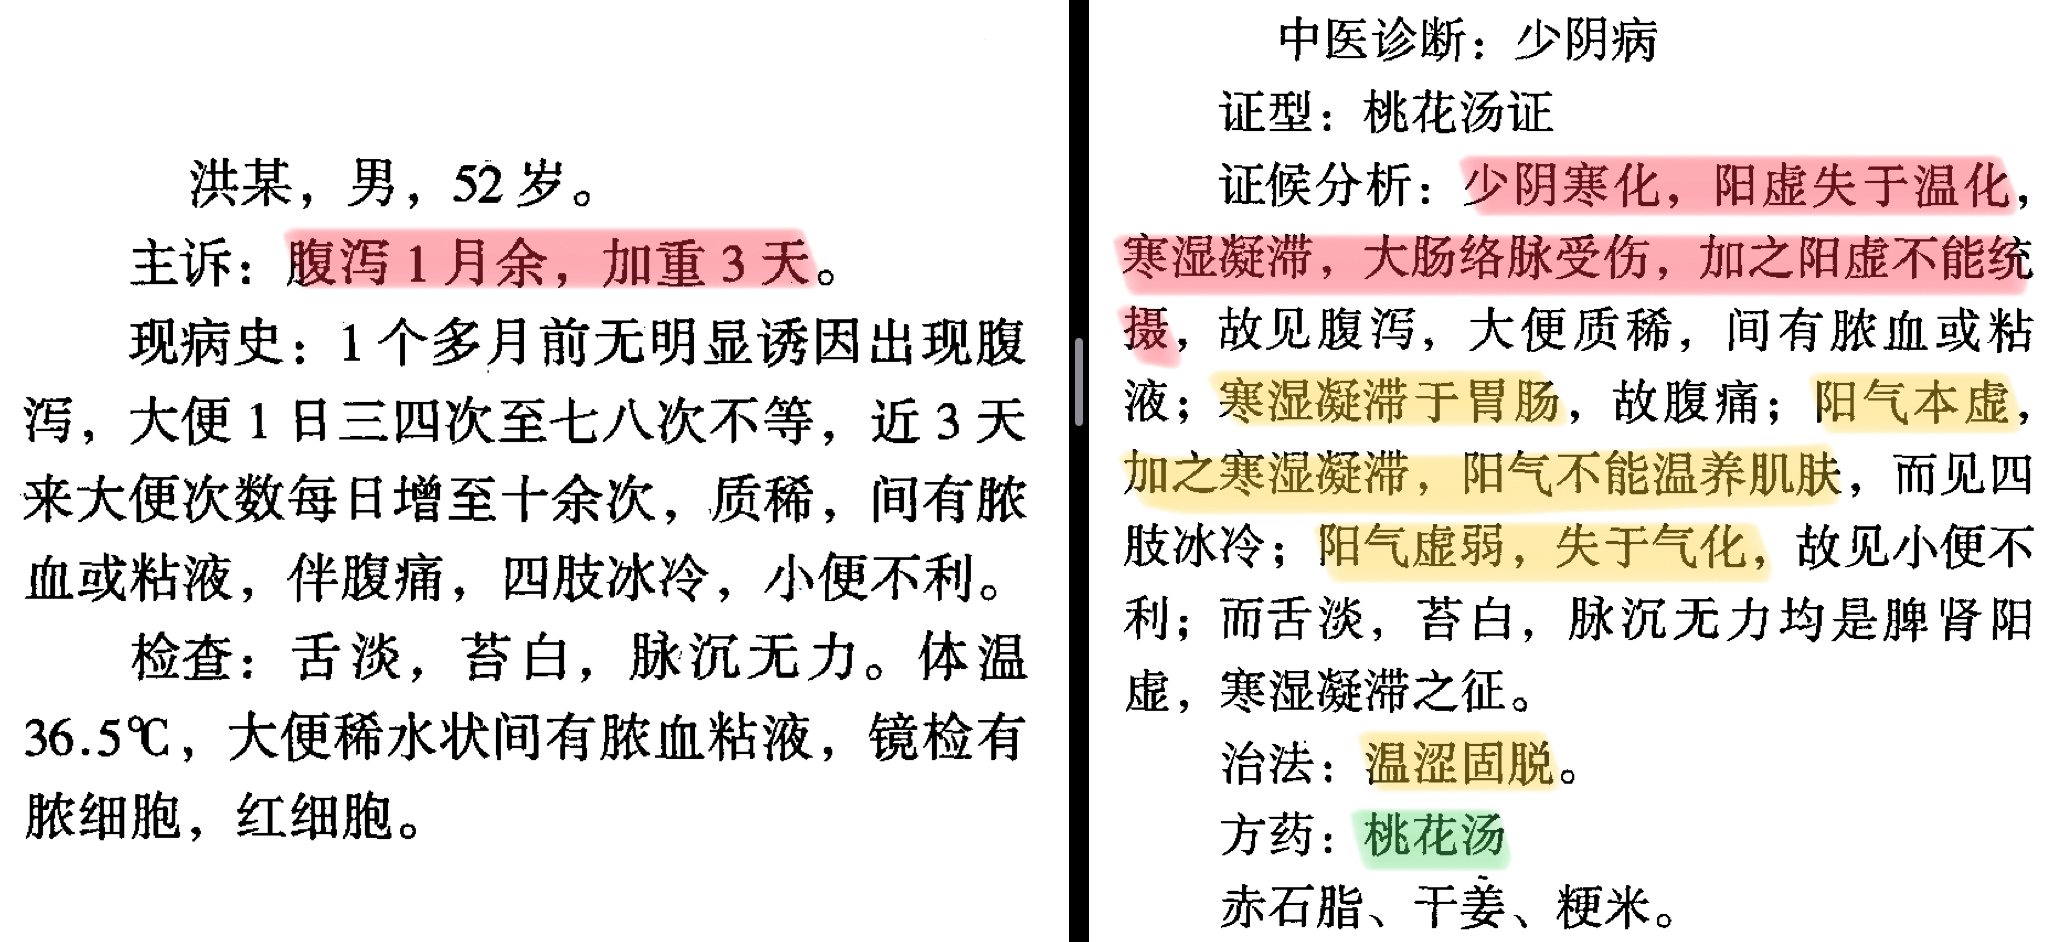 洪某，男，52岁。
主诉：腹泻1月余，加重3天。
现病史：1个多月前无明显诱因出现腹
泻，大便1日三四次至七八次不等，近3天
来大便次数每日增至十余次，质稀，间有脓
血或粘液，伴腹痛，四肢冰冷，小便不利。
检查：舌淡，苔白，脉沉无力。体温
36.5℃，大便稀水状间有脓血粘液，镜检有
脓细胞，红细胞。
中医诊断：少阴病
证型：桃花汤证
证候分析：少阴寒化，阳虚失于温化，
寒湿凝滞，大肠络脉受伤，加之阳虚不能统
摄，故见腹泻，大便质稀，间有脓血或粘
液；寒湿凝滞于胃肠，故腹痛；阳气本虚，
加之寒湿凝滞，阳气不能温养肌肤，而见四
肢冰冷；阳气虚弱，失于气化，故见小便不
利；而舌淡，苔白，脉沉无力均是脾肾阳
虚，寒湿凝滞之征。
治法：温涩固脱。
方药：桃花汤
赤石脂、干姜、粳米。